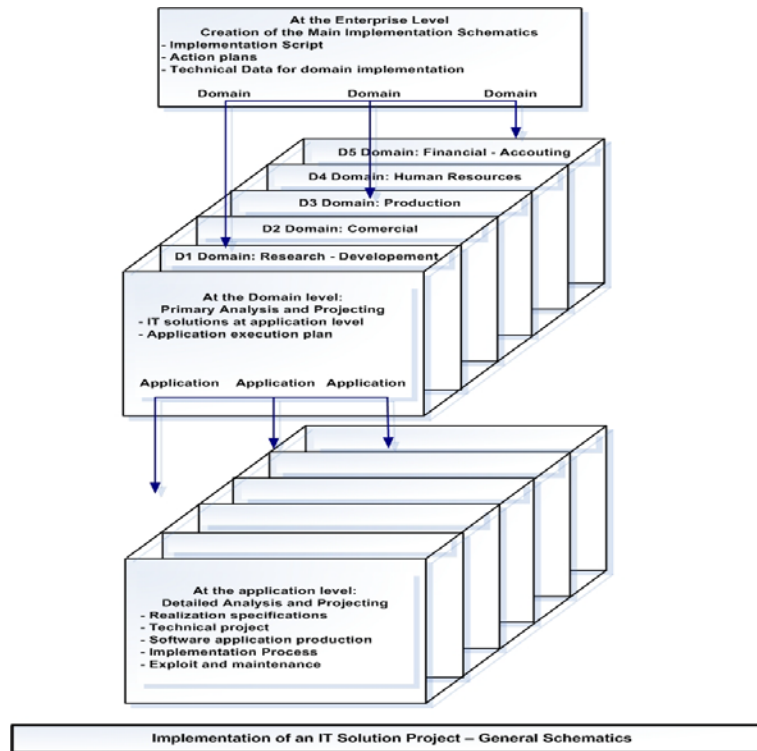 At the Enterprise Level
Creation of the Main Implementation Schematics
- Implementation Script
- Action plans
- Technical Data for domain implementation
Domain Domain Domain
D5 Domain: Financial - Accouting
D4 Domain: Human Resources
D3 Domain: Production
D2 Domain: Comercial
D1 Domain: Research - Developement
At the Domain level:
Primary Analysis and Projecting
- IT solutions at application level
- Application execution plan
Application Application Application
At the application level:
Detailed Analysis and Projecting
- Realization specifications
- Technical project
- Software application production
- Implementation Process
- Exploit and maintenance
Implementation of an IT Solution Project – General Schematics